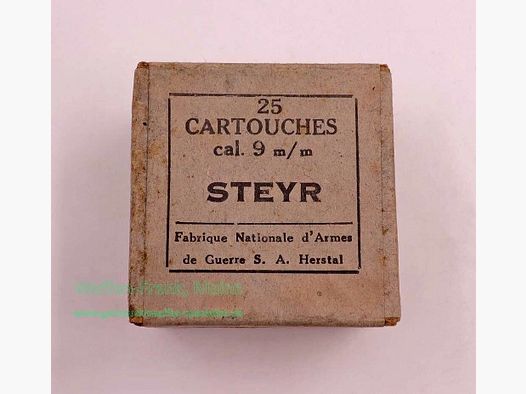 25
CARTOUCHES
cal. 9 m/m
STEYR
Fabrique Nationale d'Armes
de Guerre S. A. Herstal